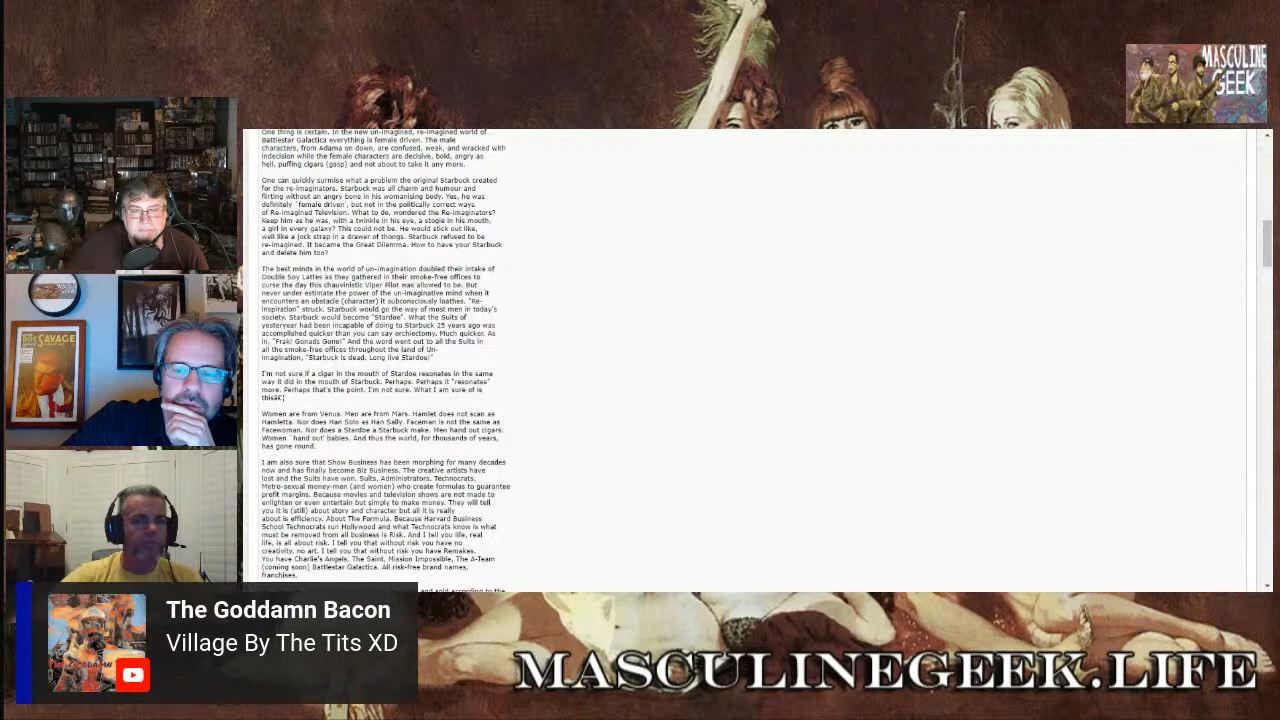 MASCULINE
GEEK
One thing is certain. In the new un-imagined, re-imagined world of
Battlestar Galactica everything is female driven. The male
characters, from Adama on down, are confused, weak, and wracked with
indecision while the female characters are decisive, bold, angry as
hell, puffing cigars (gasp) and not about to take it any more.
One can quickly surmise what a problem the original Starbuck created
for the re-imaginators. Starbuck was all charm and humour and
flirting without an angry bone in his womanising body. Yes, he was
definitely `female driven', but not in the politically correct ways
of Re-imagined Television. What to do, wondered the Re-imaginators?
Keep him as he was, with a twinkle in his eye, a stogie in his mouth,
a girl in every galaxy? This could not be. He would stick out like,
well like a jock strap in a drawer of thongs. Starbuck refused to be
re-imagined. It became the Great Dilemma. How to have your Starbuck
and delete him too?
The best minds in the world of un-imagination doubled their intake of
Double Soy Lattes as they gathered in their smoke-free offices to
curse the day this chauvinistic Viper Pilot was allowed to be. But
never under estimate the power of the un-imaginative mind when it
encounters an obstacle (character) it subconsciously loathes. "Re-
inspiration" struck. Starbuck would go the way of most men in today's
society. Starbuck would become "Stardoe". What the Suits of
yesteryear had been incapable of doing to Starbuck 25 years ago was
accomplished quicker than you can say orchiectomy. Much quicker. As
in, "Frak! Gonads Gone!" And the word went out to all the Suits in
all the smoke-free offices throughout the land of Un-
imagination, "Starbuck is dead. Long live Stardoe!"
I'm not sure if a cigar in the mouth of Stardoe resonates in the same
way it did in the mouth of Starbuck. Perhaps. Perhaps it "resonates"
more. Perhaps that's the point. I'm not sure. What I am sure of is
thisâ€¦
Women are from Venus. Men are from Mars. Hamlet does not scan as
Hamletta. Nor does Han Solo as Han Sally. Faceman is not the same as
Facewoman. Nor does a Stardoe a Starbuck make. Men hand out cigars.
Women `hand out' babies. And thus the world, for thousands of years,
has gone round.
I am also sure that Show Business has been morphing for many decades
now and has finally become Biz Business. The creative artists have
lost and the Suits have won. Suits. Administrators. Technocrats.
Metro-sexual money-men (and women) who create formulas to guarantee
profit margins. Because movies and television shows are not made to
enlighten or even entertain but simply to make money. They will tell
you it is (still) about story and character but all it is really
about is efficiency. About The Formula. Because Harvard Business
School Technocrats run Hollywood and what Technocrats know is what
must be removed from all business is Risk. And I tell you life, real
life, is all about risk. I tell you that without risk you have no
creativity, no art. I tell you that without risk you have Remakes.
You have Charlie's Angels, The Saint, Mission Impossible, The A-Team
(coming soon) Battlestar Galactica. All risk-free brand names,
franchises.
and sold according to the
DOC SAVAGE
The Goddamn Bacon
Village By The Tits XD
MASCULINEGEEK.LIFE